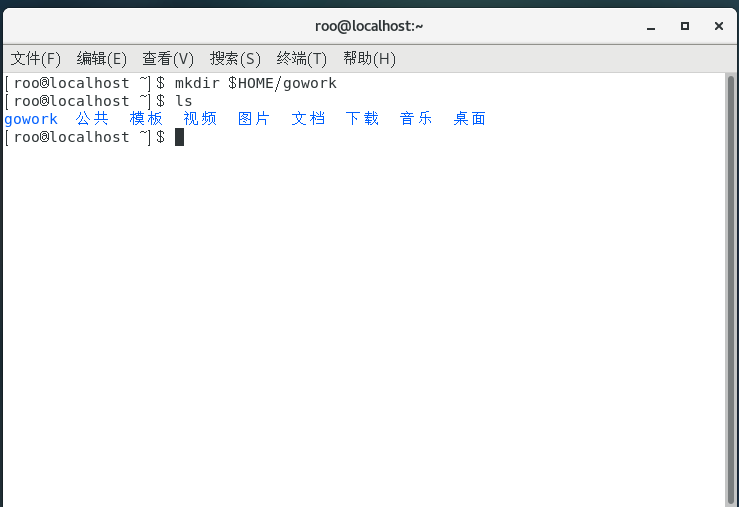 roo@localhost:~
文件(F) 编辑(E) 查看(V) 搜索(S) 终端(T) 帮助(H)
[roo@localhost ~]$ mkdir $HOME/gowork
[roo@localhost ~]$ ls
gowork 公共 模板 视频 图片 文档 下载 音乐 桌面
[roo@localhost ~]$